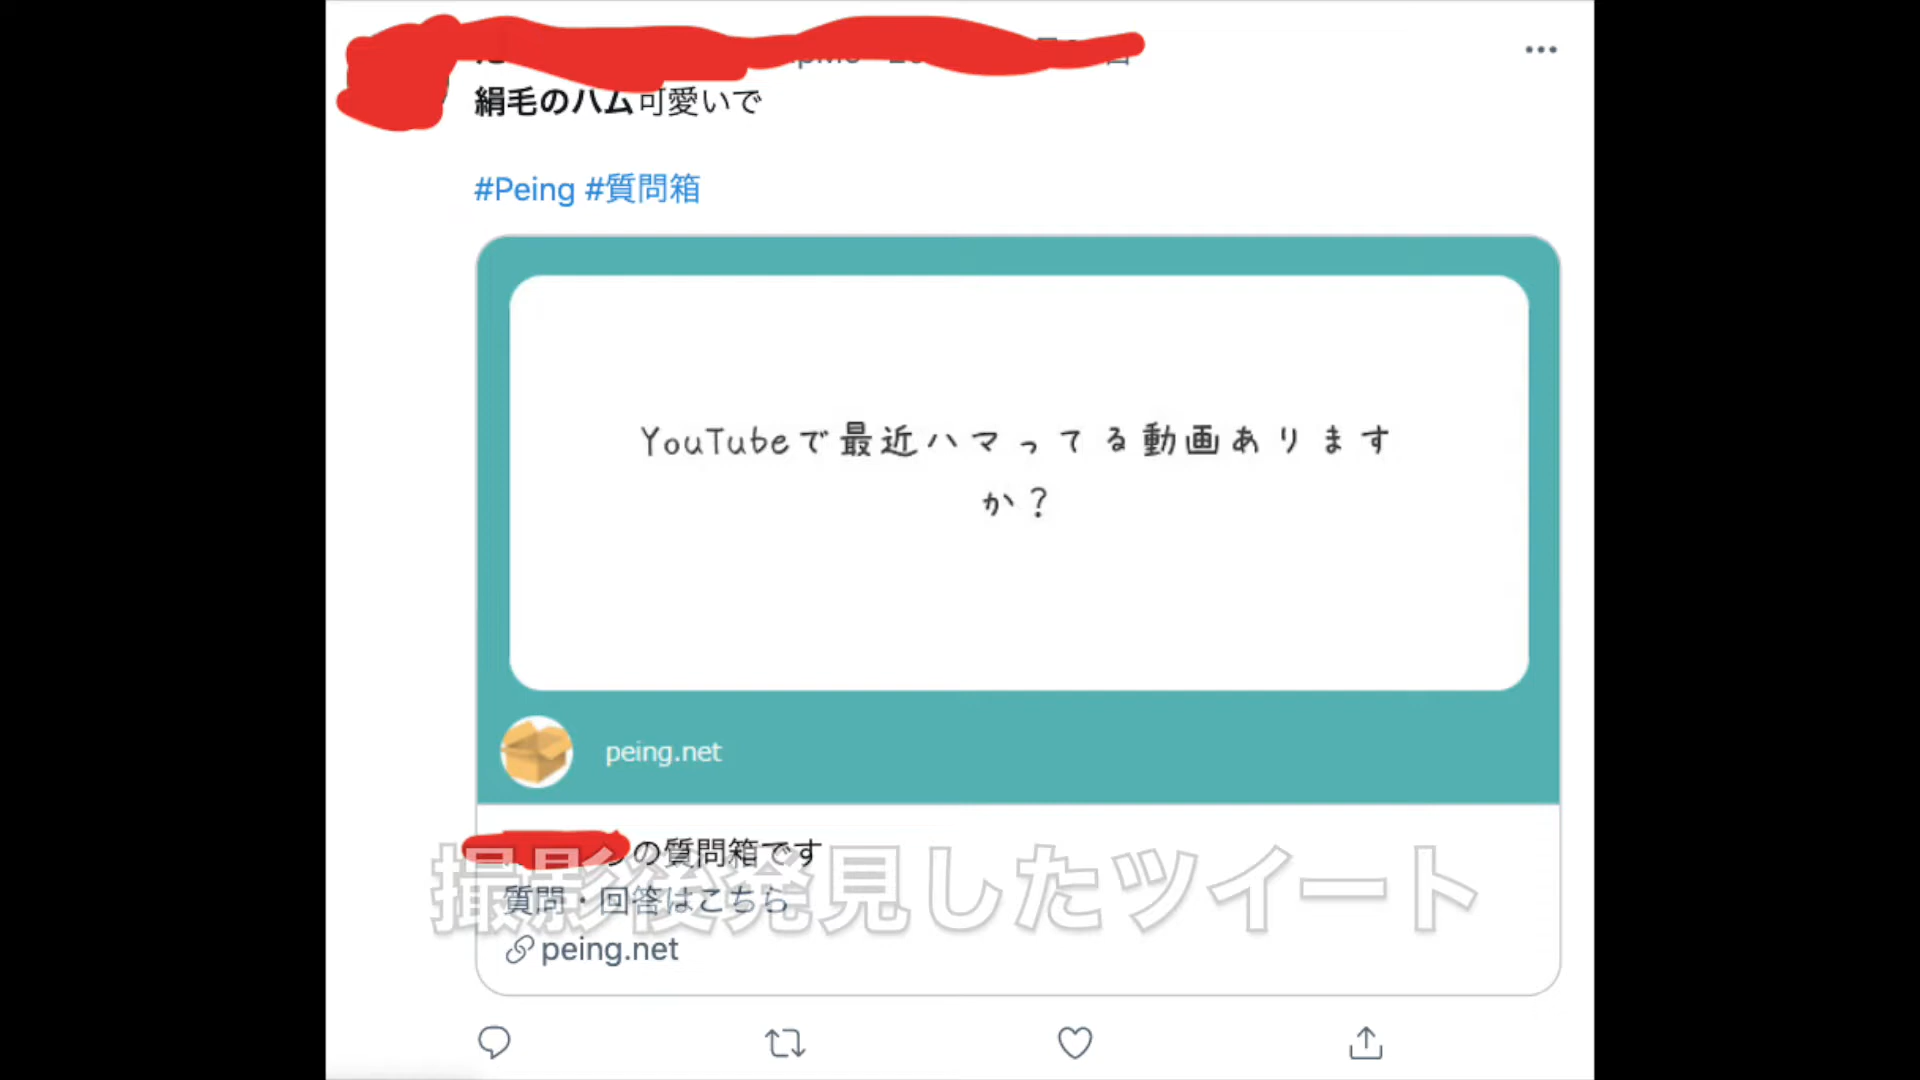 絹毛のハム可愛いで
#Peing #質問箱
YouTubeで最近ハマってる動画あります
か?
peing.net
の質問箱です
質問・回答はこちら
撮影後発見したツイート
peing.net